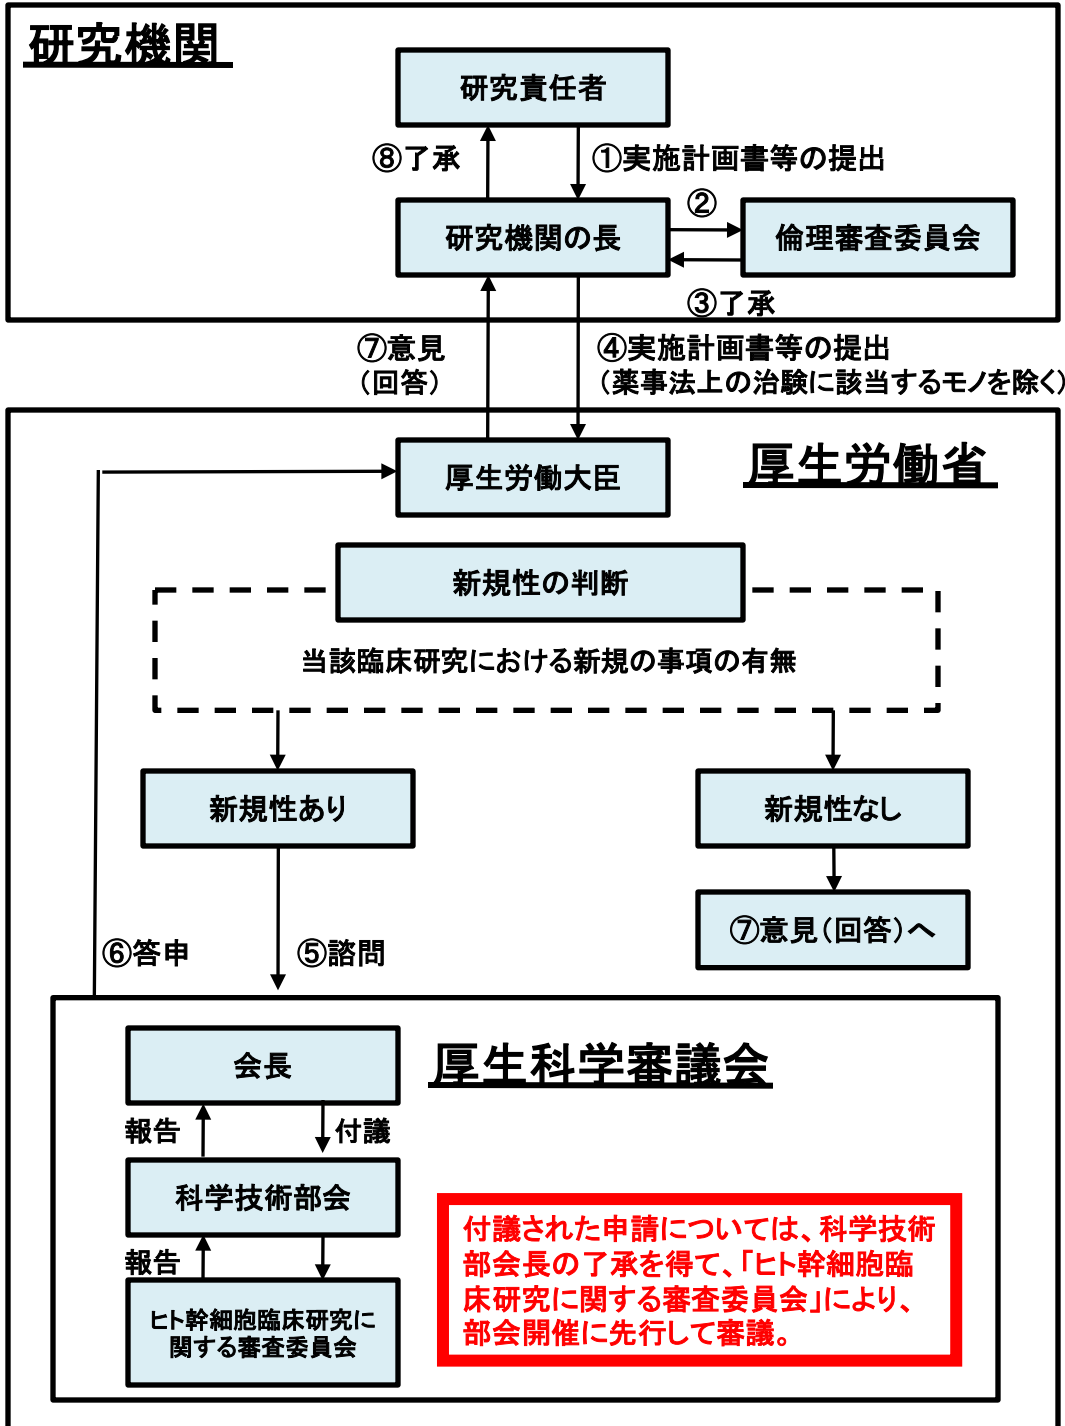 研究機関
研究責任者
⑧了承
①実施計画書等の提出
研究機関の長
②
倫理審査委員会
③了承
⑦意見
（回答）
④実施計画書等の提出
（薬事法上の治験に該当するモノを除く）
厚生労働省
厚生労働大臣
新規性の判断
当該臨床研究における新規の事項の有無
新規性あり
新規性なし
⑦意見（回答）へ
⑥答申
⑤諮問
厚生科学審議会
会長
報告
付議
科学技術部会
報告
ヒト幹細胞臨床研究に
関する審査委員会
付議された申請については、科学技術
部会長の了承を得て、「ヒト幹細胞臨
床研究に関する審査委員会」により、
部会開催に先行して審議。